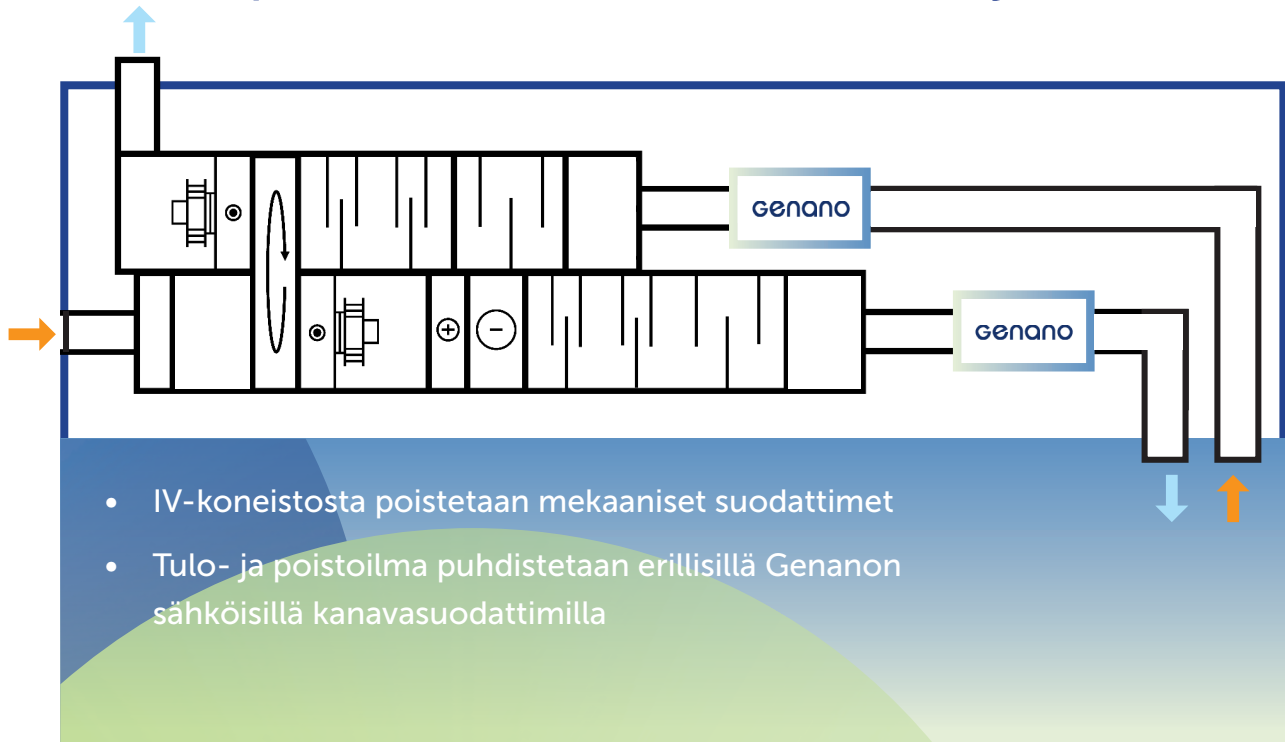 Genano
Genano
+
−
• IV-koneistosta poistetaan mekaaniset suodattimet
• Tulo- ja poistoilma puhdistetaan erillisillä Genanon
sähköisillä kanavasuodattimilla